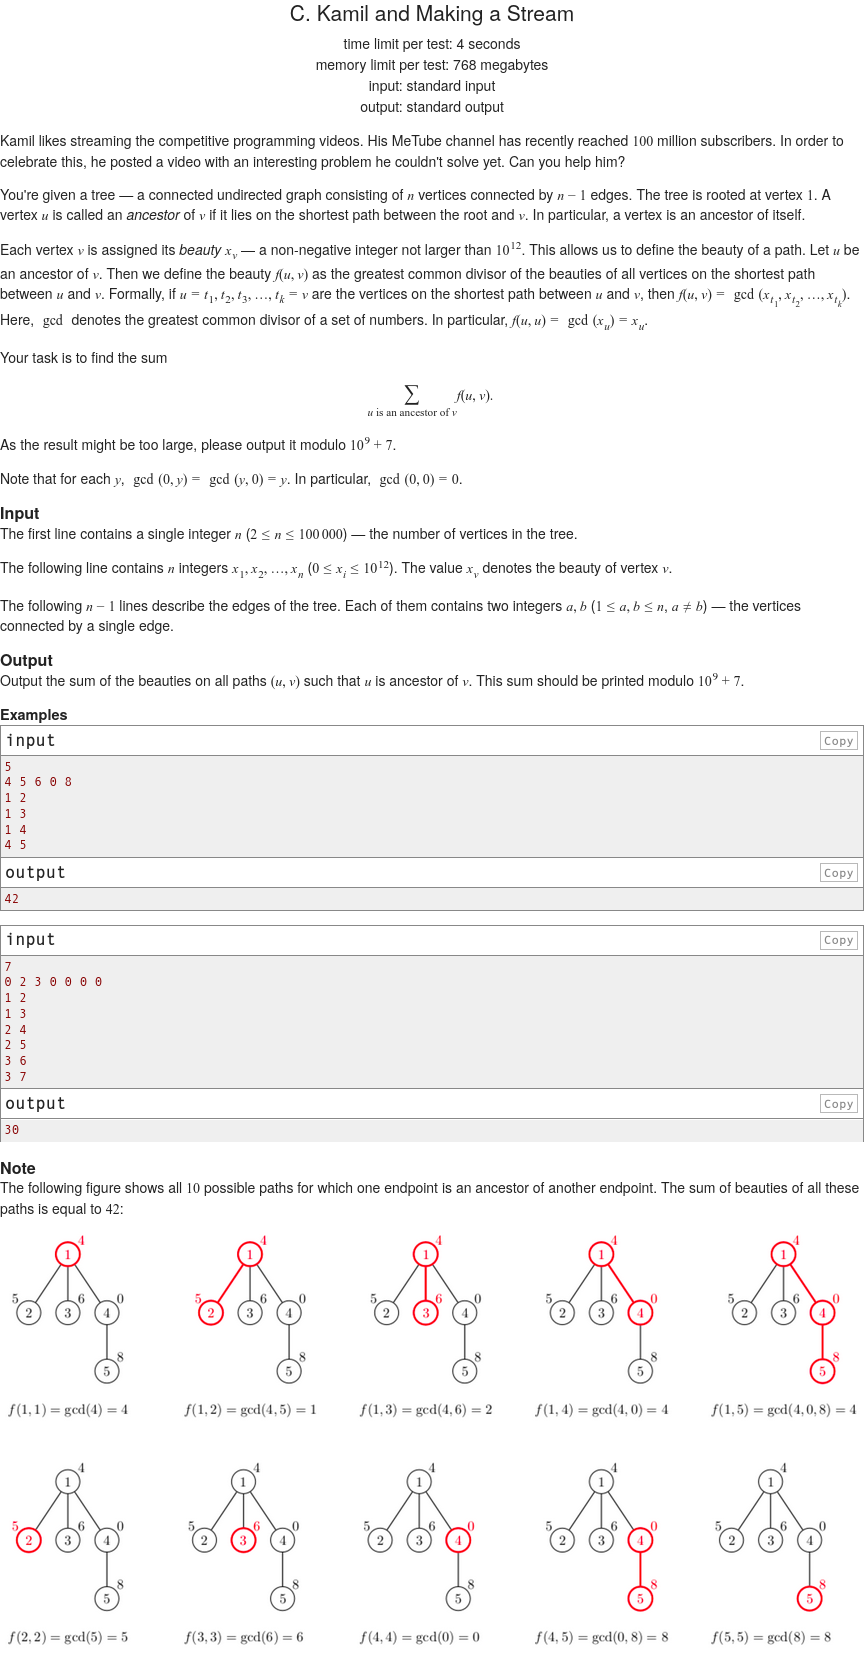 C. Kamil and Making a Stream
time limit per test: 4 seconds
memory limit per test: 768 megabytes
input: standard input
output: standard output
Kamil likes streaming the competitive programming videos. His MeTube channel has recently reached 100 million subscribers. In order to
celebrate this, he posted a video with an interesting problem he couldn't solve yet. Can you help him?
You're given a tree — a connected undirected graph consisting of n vertices connected by n − 1 edges. The tree is rooted at vertex 1. A
vertex u is called an ancestor of v if it lies on the shortest path between the root and v. In particular, a vertex is an ancestor of itself.
Each vertex v is assigned its beauty x_v — a non-negative integer not larger than 10^12. This allows us to define the beauty of a path. Let u be
an ancestor of v. Then we define the beauty f(u, v) as the greatest common divisor of the beauties of all vertices on the shortest path
between u and v. Formally, if u = t_1, t_2, t_3, …, t_k = v are the vertices on the shortest path between u and v, then f(u, v) = gcd (x_{t_1}, x_{t_2}, …, x_{t_k}).
Here, gcd denotes the greatest common divisor of a set of numbers. In particular, f(u, u) = gcd (x_u) = x_u.
Your task is to find the sum
∑ f(u, v).
u is an ancestor of v
As the result might be too large, please output it modulo 10^9 + 7.
Note that for each y, gcd (0, y) = gcd (y, 0) = y. In particular, gcd (0, 0) = 0.
Input
The first line contains a single integer n (2 ≤ n ≤ 100 000) — the number of vertices in the tree.
The following line contains n integers x_1, x_2, …, x_n (0 ≤ x_i ≤ 10^12). The value x_v denotes the beauty of vertex v.
The following n − 1 lines describe the edges of the tree. Each of them contains two integers a, b (1 ≤ a, b ≤ n, a ≠ b) — the vertices
connected by a single edge.
Output
Output the sum of the beauties on all paths (u, v) such that u is ancestor of v. This sum should be printed modulo 10^9 + 7.
Examples
input Copy
5
4 5 6 0 8
1 2
1 3
1 4
4 5
output Copy
42
input Copy
7
0 2 3 0 0 0 0
1 2
1 3
2 4
2 5
3 6
3 7
output Copy
30
Note
The following figure shows all 10 possible paths for which one endpoint is an ancestor of another endpoint. The sum of beauties of all these
paths is equal to 42:
4 4 4 4 4
1 1 1 1 1
5 6 0 5 6 0 5 6 0 5 6 0 5 6 0
2 3 4 2 3 4 2 3 4 2 3 4 2 3 4
8 8 8 8 8
5 5 5 5 5
f(1,1) = gcd(4) = 4 f(1,2) = gcd(4,5) = 1 f(1,3) = gcd(4,6) = 2 f(1,4) = gcd(4,0) = 4 f(1,5) = gcd(4,0,8) = 4
4 4 4 4 4
1 1 1 1 1
5 6 0 5 6 0 5 6 0 5 6 0 5 6 0
2 3 4 2 3 4 2 3 4 2 3 4 2 3 4
8 8 8 8 8
5 5 5 5 5
f(2,2) = gcd(5) = 5 f(3,3) = gcd(6) = 6 f(4,4) = gcd(0) = 0 f(4,5) = gcd(0,8) = 8 f(5,5) = gcd(8) = 8